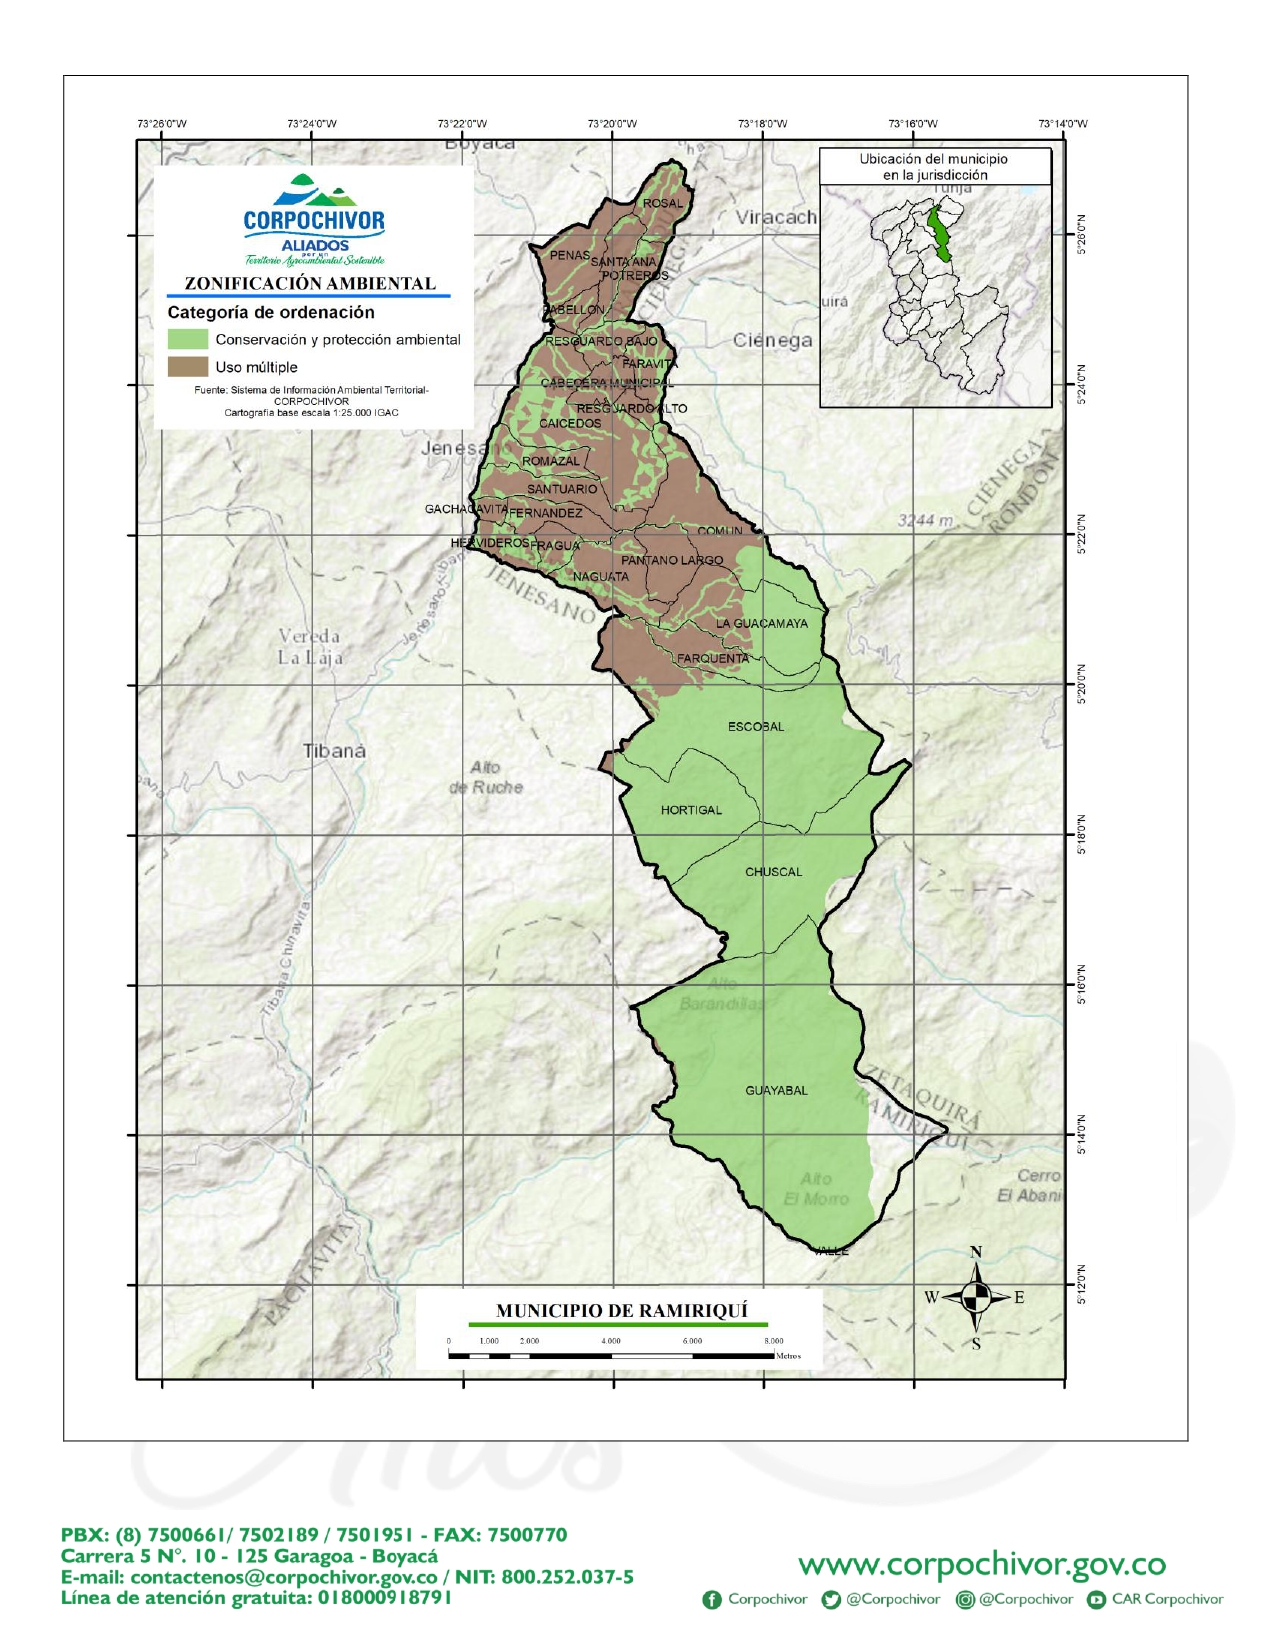 73°26'0"W 73°24'0"W 73°22'0"W 73°20'0"W 73°18'0"W 73°16'0"W 73°14'0"W
Boyacá
Ubicación del municipio
en la jurisdicción
Tunja
CORPOCHIVOR
ALIADOS
por un
Territorio Agroambiental Sostenible
ZONIFICACIÓN AMBIENTAL
Categoría de ordenación
Conservación y protección ambiental
Uso múltiple
Fuente: Sistema de Información Ambiental Territorial-
CORPOCHIVOR
Cartografía base escala 1:25.000 IGAC
ROSAL
Viracach
5°26'0"N
PENAS
SANTA ANA
POTREROS
CIENEGA
uirá
PABELLON
RESGUARDO BAJO
Ciénega
FARAVITA
CABECERA MUNICIPAL
5°24'0"N
RESGUARDO ALTO
CAICEDOS
Jenesano
ROMAZAL
CIENEGA
RONDÓN
SANTUARIO
GACHACAVITA
FERNANDEZ
3244 m
COMUN
5°22'0"N
HERVIDEROS
FRAGUA
PANTANO LARGO
NAGUATA
JENESANO
LA GUACAMAYA
Vereda
La Laja
FARQUENTA
5°20'0"N
ESCOBAL
Tibaná
Alto
de Ruche
HORTIGAL
5°18'0"N
CHUSCAL
Tibaná Chinavita
Alto
Barandillas
5°16'0"N
GUAYABAL
ZETAQUIRÁ
RAMIRIQUÍ
5°14'0"N
Alto
El Morro
Cerro
El Abani
VALLE
PACHAVITA
5°12'0"N
N
W E
S
MUNICIPIO DE RAMIRIQUÍ
0 1.000 2.000 4.000 6.000 8.000
Metros
Años
PBX: (8) 7500661/ 7502189 / 7501951 - FAX: 7500770
Carrera 5 N°. 10 - 125 Garagoa - Boyacá
E-mail: contactenos@corpochivor.gov.co / NIT: 800.252.037-5
Línea de atención gratuita: 018000918791
www.corpochivor.gov.co
Corpochivor @Corpochivor @Corpochivor CAR Corpochivor